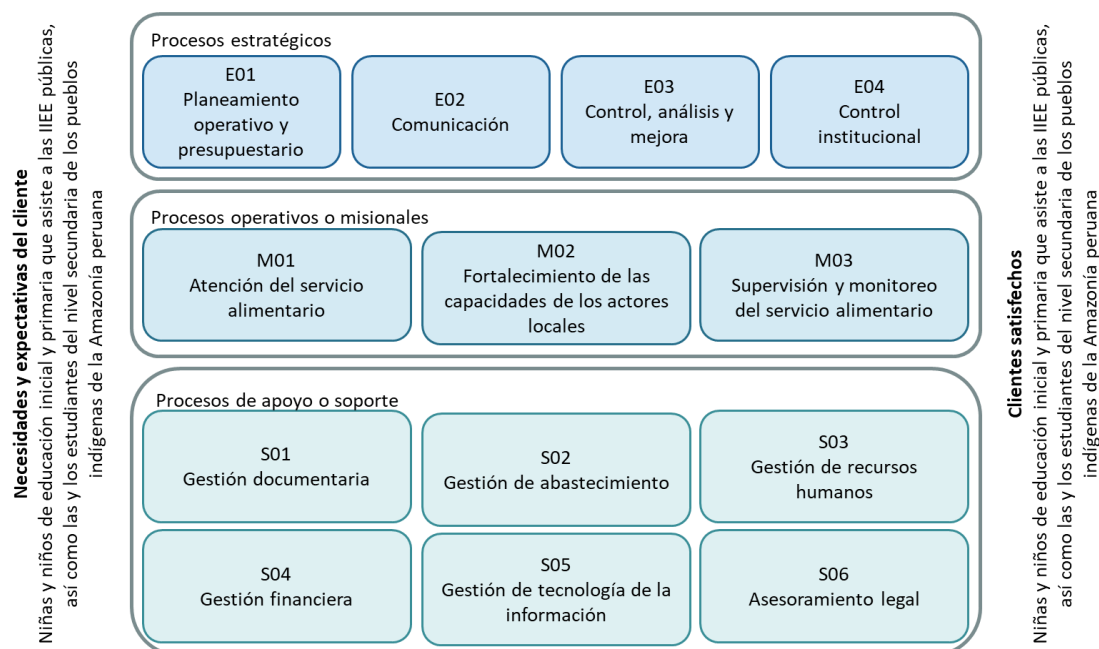 Necesidades y expectativas del cliente
Niñas y niños de educación inicial y primaria que asiste a las IIEE públicas,
así como las y los estudiantes del nivel secundaria de los pueblos
indígenas de la Amazonía peruana
Procesos estratégicos
E01
Planeamiento
operativo y
presupuestario
E02
Comunicación
E03
Control, análisis y
mejora
E04
Control
institucional
Procesos operativos o misionales
M01
Atención del servicio
alimentario
M02
Fortalecimiento de las
capacidades de los actores
locales
M03
Supervisión y monitoreo
del servicio alimentario
Procesos de apoyo o soporte
S01
Gestión documentaria
S02
Gestión de abastecimiento
S03
Gestión de recursos
humanos
S04
Gestión financiera
S05
Gestión de tecnología de la
información
S06
Asesoramiento legal
Clientes satisfechos
Niñas y niños de educación inicial y primaria que asiste a las IIEE públicas,
así como las y los estudiantes del nivel secundaria de los pueblos
indígenas de la Amazonía peruana